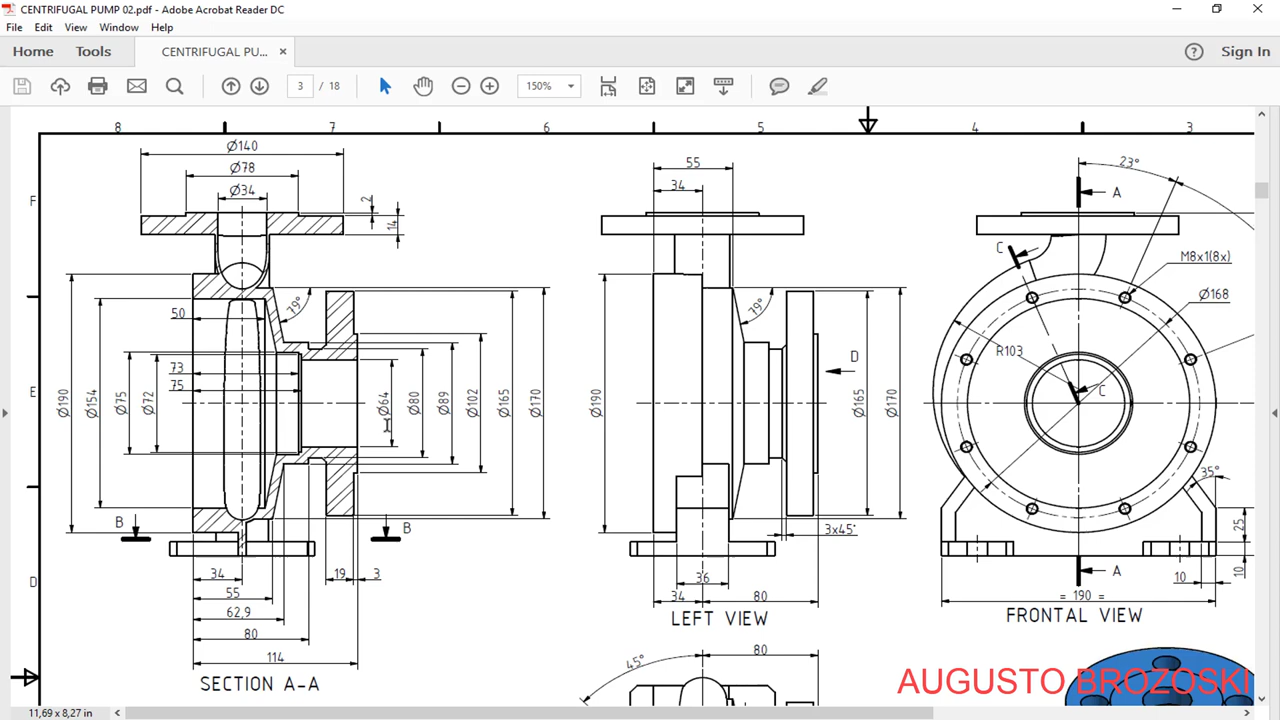 CENTRIFUGAL PUMP 02.pdf - Adobe Acrobat Reader DC
File Edit View Window Help
Home Tools CENTRIFUGAL PU... × ? Sign In
3 / 18 150%
8 7 6 5 4 3
F
E
D
Ø140
Ø78
Ø34
2
14
79°
50
73
75
Ø190
Ø154
Ø75
Ø72
Ø64
Ø80
Ø89
Ø102
Ø165
Ø170
B B
34 19 3
55
62,9
80
114
SECTION A-A
55
34
79°
D
Ø190
Ø165
Ø170
3x45°
36
34 80
LEFT VIEW
80
45°
23°
A
C
M8x1(8x)
Ø168
R103
C
35°
25
10
10
A
= 190 =
FRONTAL VIEW
AUGUSTO BROZOSKI
11,69 x 8,27 in